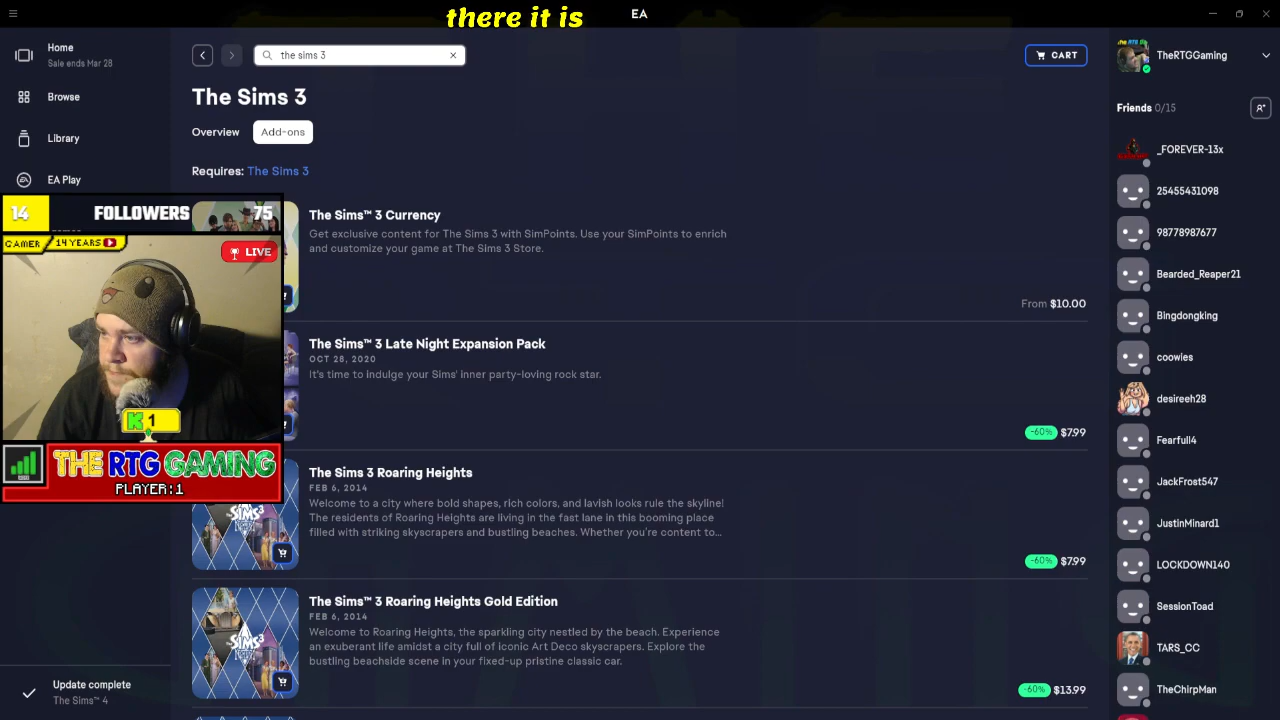 there it is
EA
Home
Sale ends Mar 28
Browse
Library
EA Play
the sims 3
CART
The Sims 3
Overview
Add-ons
Requires: The Sims 3
The Sims™ 3 Currency
Get exclusive content for The Sims 3 with SimPoints. Use your SimPoints to enrich
and customize your game at The Sims 3 Store.
From $10.00
The Sims™ 3 Late Night Expansion Pack
OCT 28, 2020
It's time to indulge your Sims' inner party-loving rock star.
-60% $7.99
The Sims 3 Roaring Heights
FEB 6, 2014
Welcome to a city where bold shapes, rich colors, and lavish looks rule the skyline!
The residents of Roaring Heights are living in the fast lane in this booming place
filled with striking skyscrapers and bustling beaches. Whether you're content to...
-60% $7.99
The Sims™ 3 Roaring Heights Gold Edition
FEB 6, 2014
Welcome to Roaring Heights, the sparkling city nestled by the beach. Experience
an exuberant life amidst a city full of iconic Art Deco skyscrapers. Explore the
bustling beachside scene in your fixed-up pristine classic car.
-60% $13.99
14 FOLLOWERS 75
GAMER 14 YEARS
LIVE
K 1
THE RTG GAMING
PLAYER:1
SIMS 3
SIMS 3
Update complete
The Sims™ 4
TheRTGGaming
Friends 0/15
_FOREVER-13x
25455431098
98778987677
Bearded_Reaper21
Bingdongking
coowies
desireeh28
Fearfull4
JackFrost547
JustinMinard1
LOCKDOWN140
SessionToad
TARS_CC
TheChirpMan